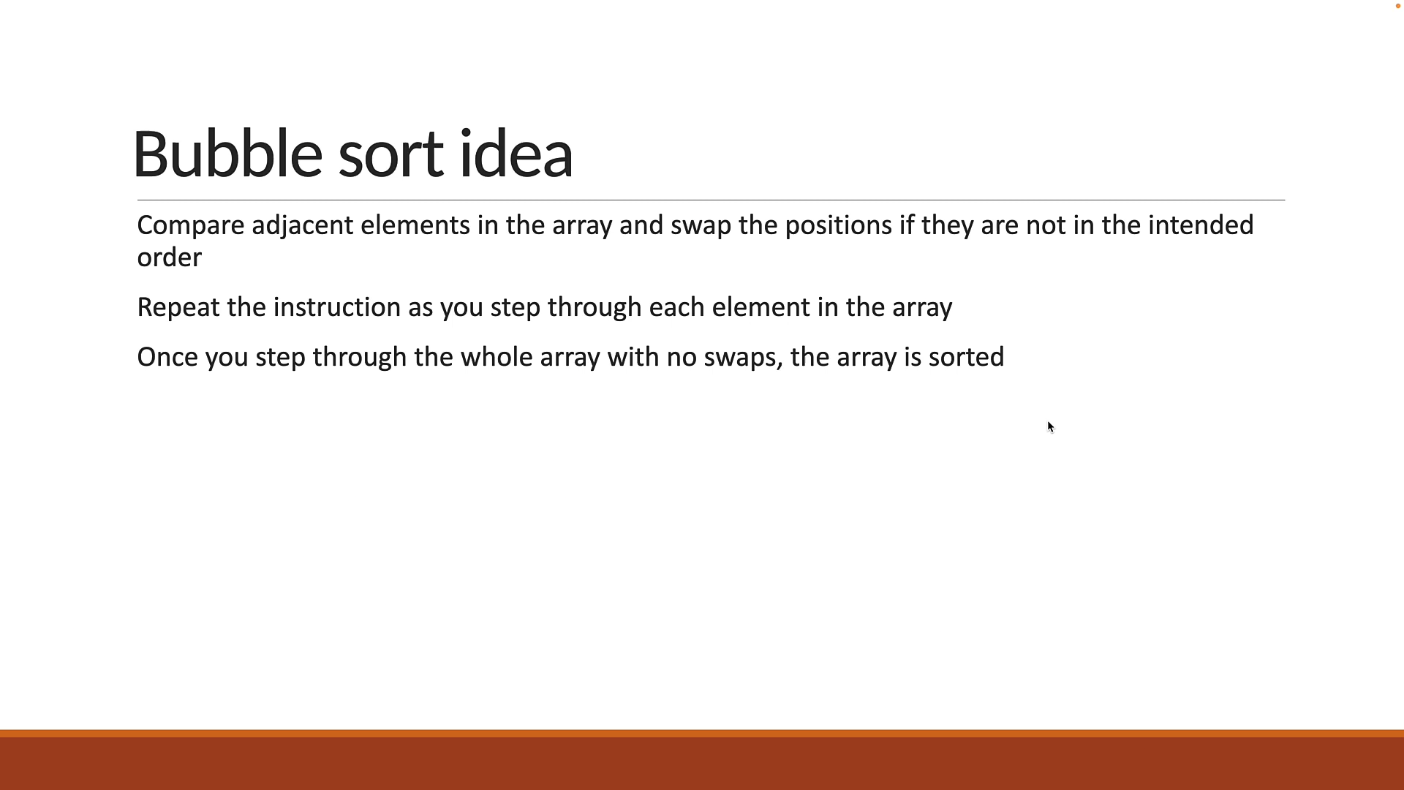 Bubble sort idea
Compare adjacent elements in the array and swap the positions if they are not in the intended
order
Repeat the instruction as you step through each element in the array
Once you step through the whole array with no swaps, the array is sorted